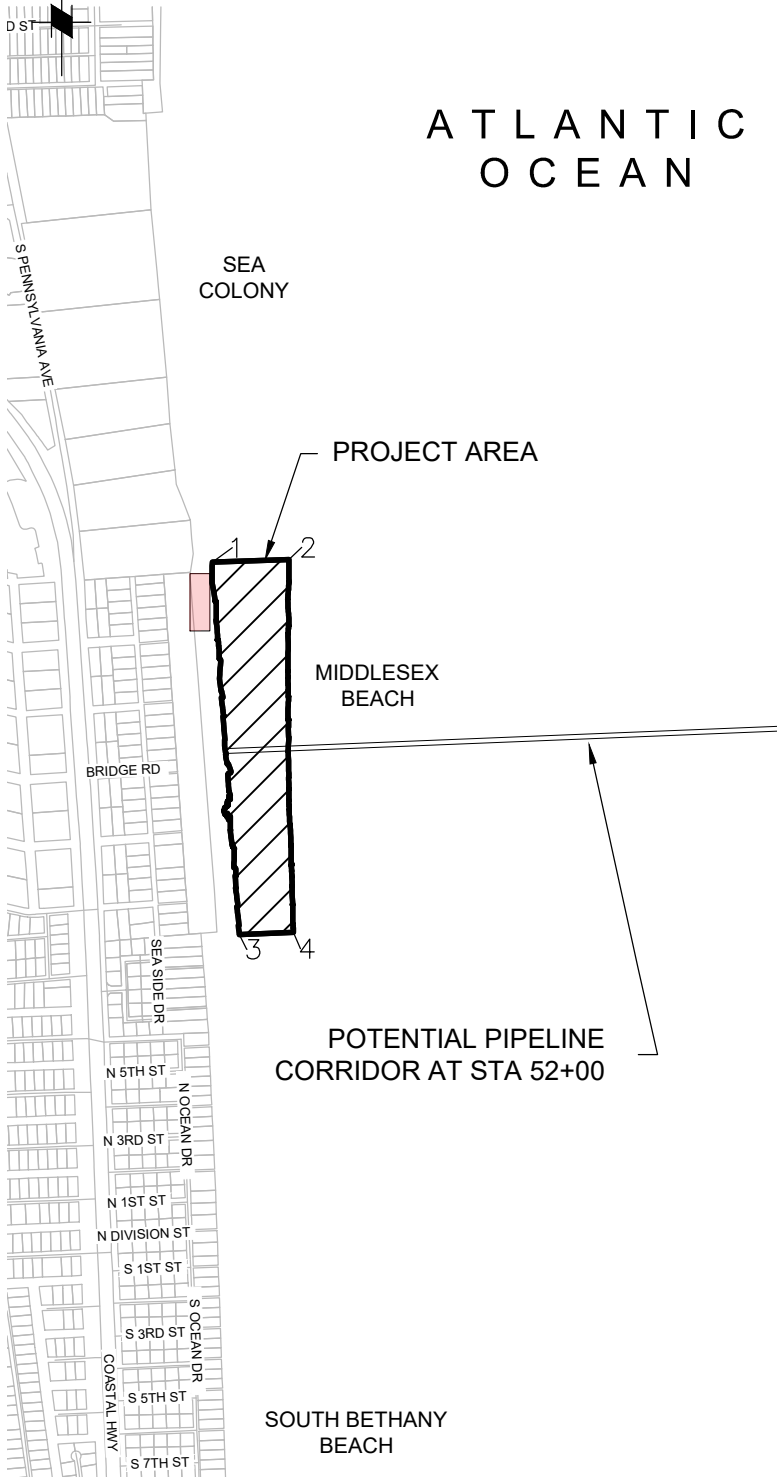 D ST
A T L A N T I C
O C E A N
S PENNSYLVANIA AVE
SEA
COLONY
PROJECT AREA
1
2
MIDDLESEX
BEACH
BRIDGE RD
3
4
SEA SIDE DR
POTENTIAL PIPELINE
CORRIDOR AT STA 52+00
N 5TH ST
N OCEAN DR
N 3RD ST
N 1ST ST
N DIVISION ST
S 1ST ST
S OCEAN DR
S 3RD ST
COASTAL HWY
S 5TH ST
SOUTH BETHANY
BEACH
S 7TH ST